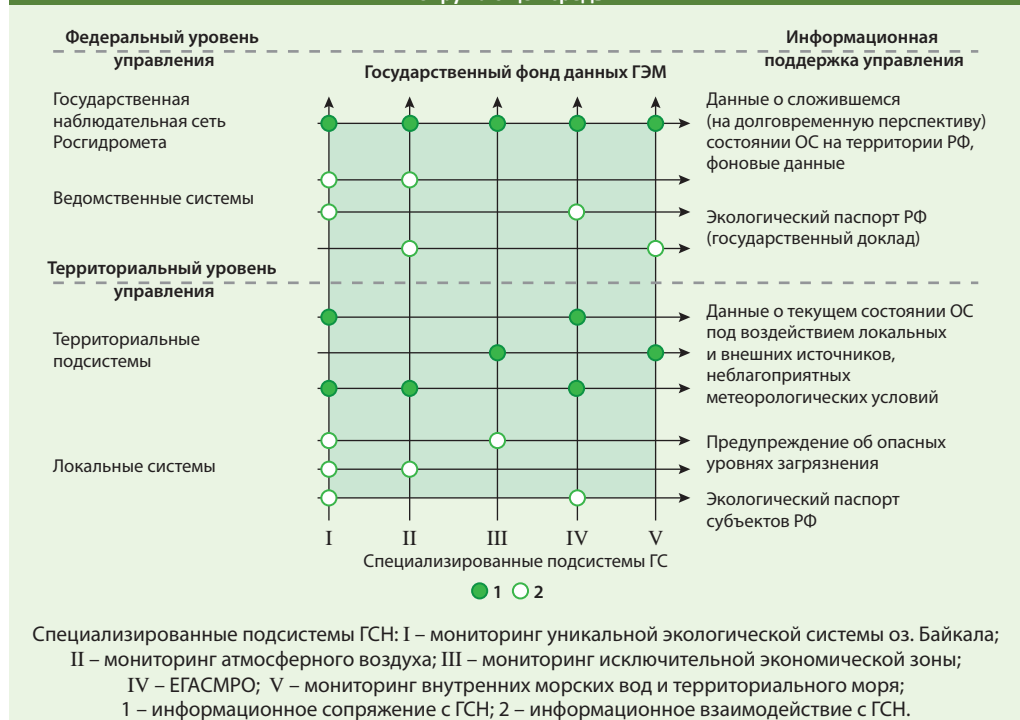 Федеральный уровень
управления
Информационная
поддержка управления
Государственный фонд данных ГЭМ
Государственная
наблюдательная сеть
Росгидромета
Данные о сложившемся
(на долговременную перспективу)
состоянии ОС на территории РФ,
фоновые данные
Ведомственные системы
Экологический паспорт РФ
(государственный доклад)
Территориальный уровень
управления
Территориальные
подсистемы
Данные о текущем состоянии ОС
под воздействием локальных
и внешних источников,
неблагоприятных
метеорологических условий
Локальные системы
Предупреждение об опасных
уровнях загрязнения
Экологический паспорт
субъектов РФ
I II III IV V
Специализированные подсистемы ГС
1 2
Специализированные подсистемы ГСН: I – мониторинг уникальной экологической системы оз. Байкала;
II – мониторинг атмосферного воздуха; III – мониторинг исключительной экономической зоны;
IV – ЕГАСМРО; V – мониторинг внутренних морских вод и территориального моря;
1 – информационное сопряжение с ГСН; 2 – информационное взаимодействие с ГСН.